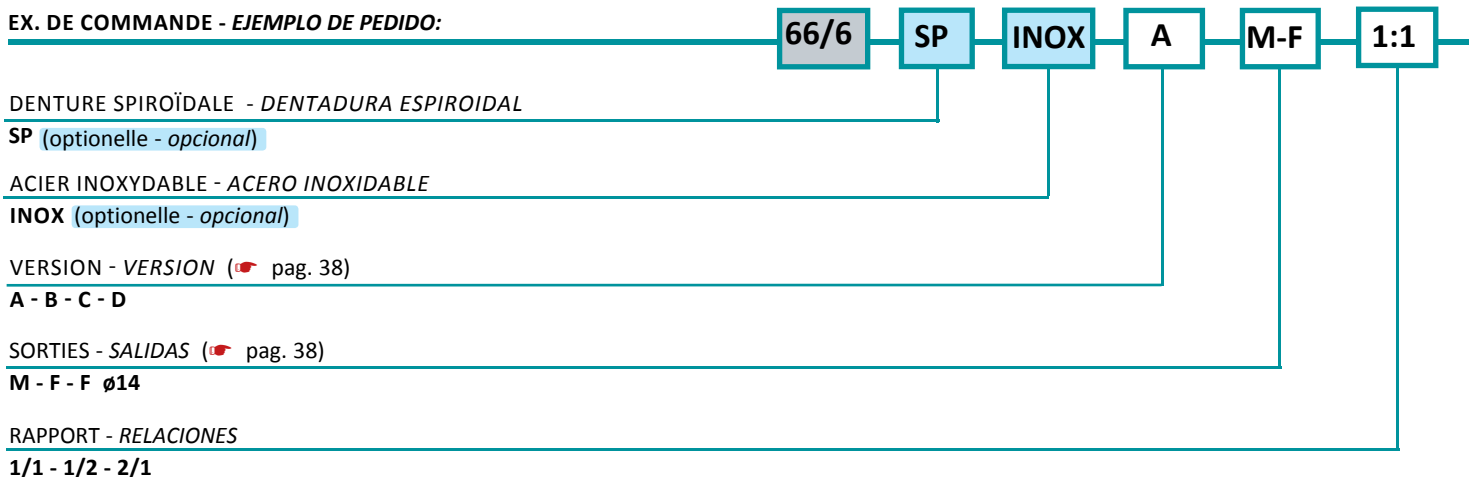 EX. DE COMMANDE - EJEMPLO DE PEDIDO: 66/6 SP INOX A M-F 1:1
DENTURE SPIROÏDALE - DENTADURA ESPIROIDAL
SP (optionelle - opcional)
ACIER INOXYDABLE - ACERO INOXIDABLE
INOX (optionelle - opcional)
VERSION - VERSION (☛ pag. 38)
A - B - C - D
SORTIES - SALIDAS (☛ pag. 38)
M - F - F ø14
RAPPORT - RELACIONES
1/1 - 1/2 - 2/1